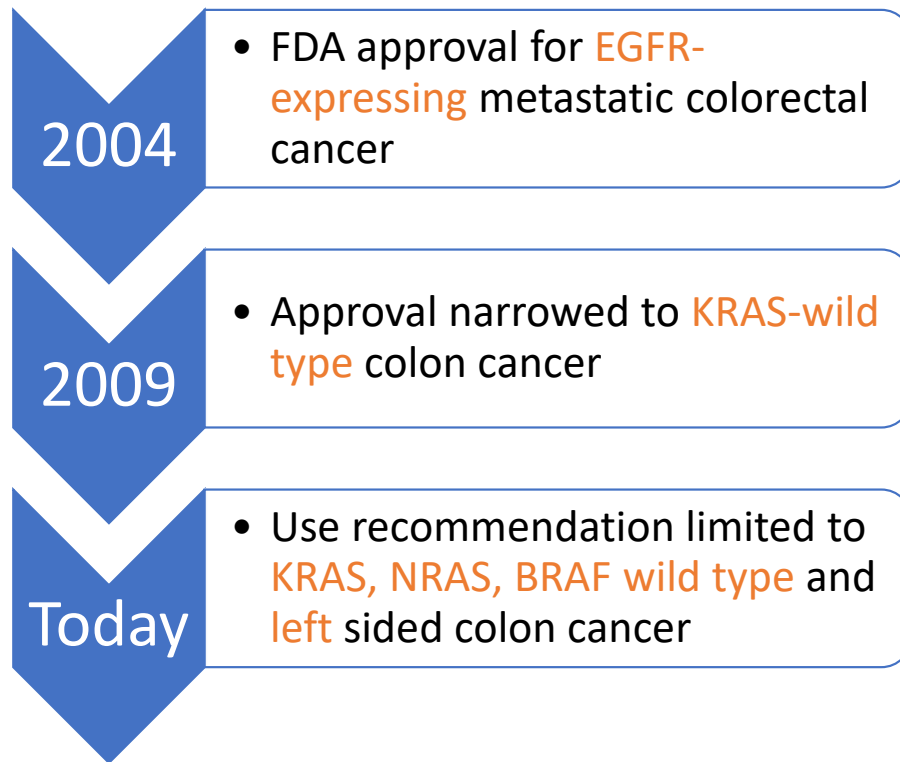 2004
• FDA approval for EGFR-
expressing metastatic colorectal
cancer
2009
• Approval narrowed to KRAS-wild
type colon cancer
Today
• Use recommendation limited to
KRAS, NRAS, BRAF wild type and
left sided colon cancer